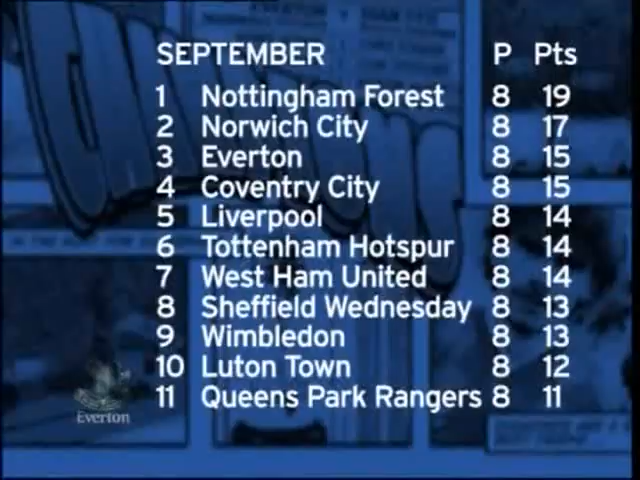 SEPTEMBER P Pts
1 Nottingham Forest 8 19
2 Norwich City 8 17
3 Everton 8 15
4 Coventry City 8 15
5 Liverpool 8 14
6 Tottenham Hotspur 8 14
7 West Ham United 8 14
8 Sheffield Wednesday 8 13
9 Wimbledon 8 13
10 Luton Town 8 12
11 Queens Park Rangers 8 11
Everton